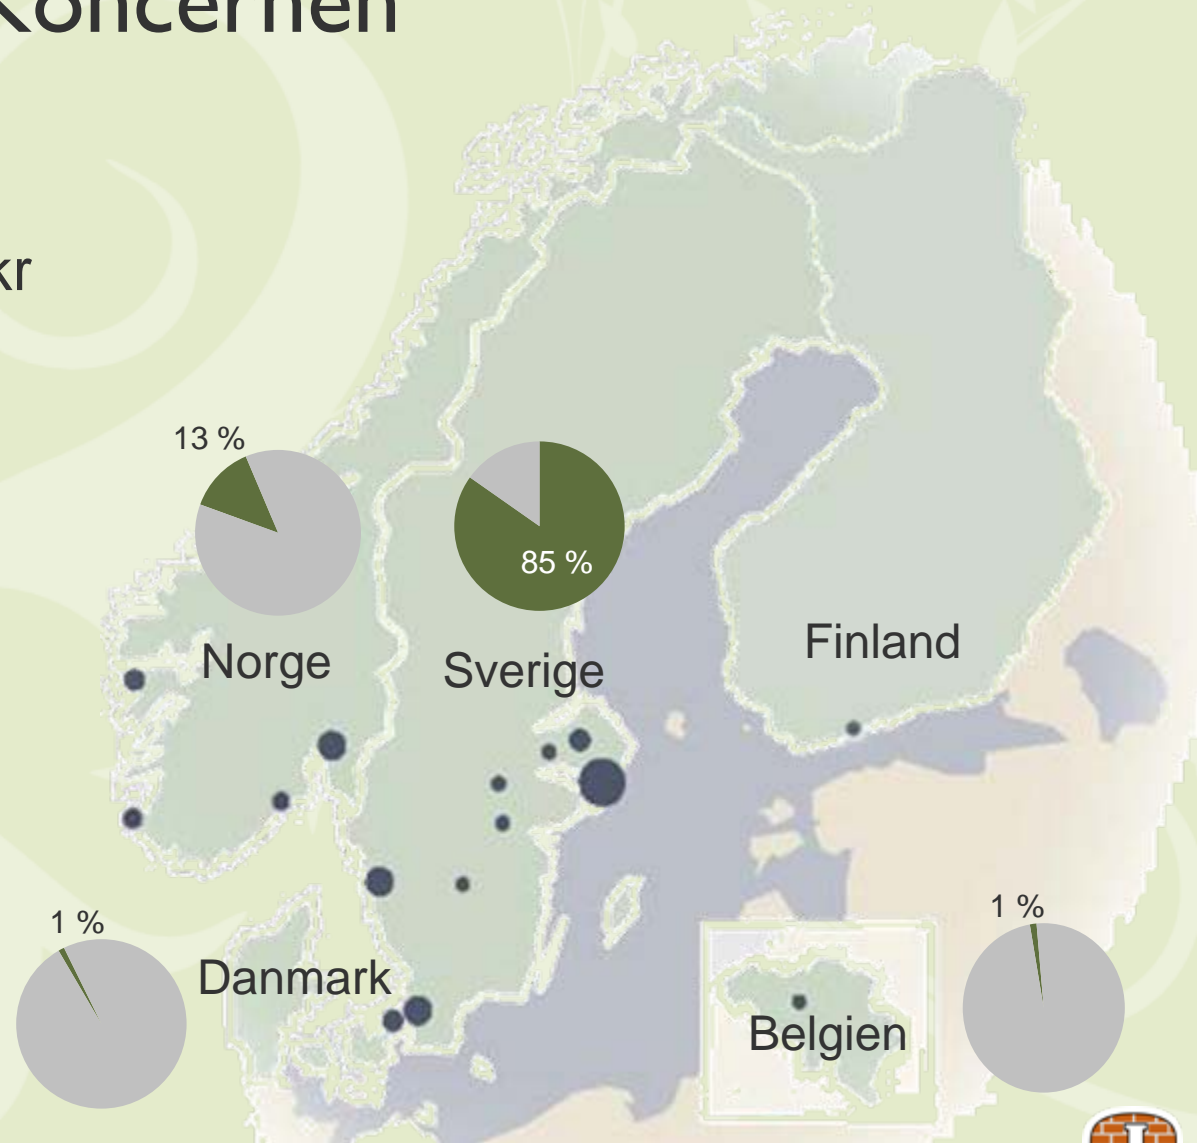 Koncernen
kr
13 %
85 %
Norge
Sverige
Finland
1 %
Danmark
1 %
Belgien